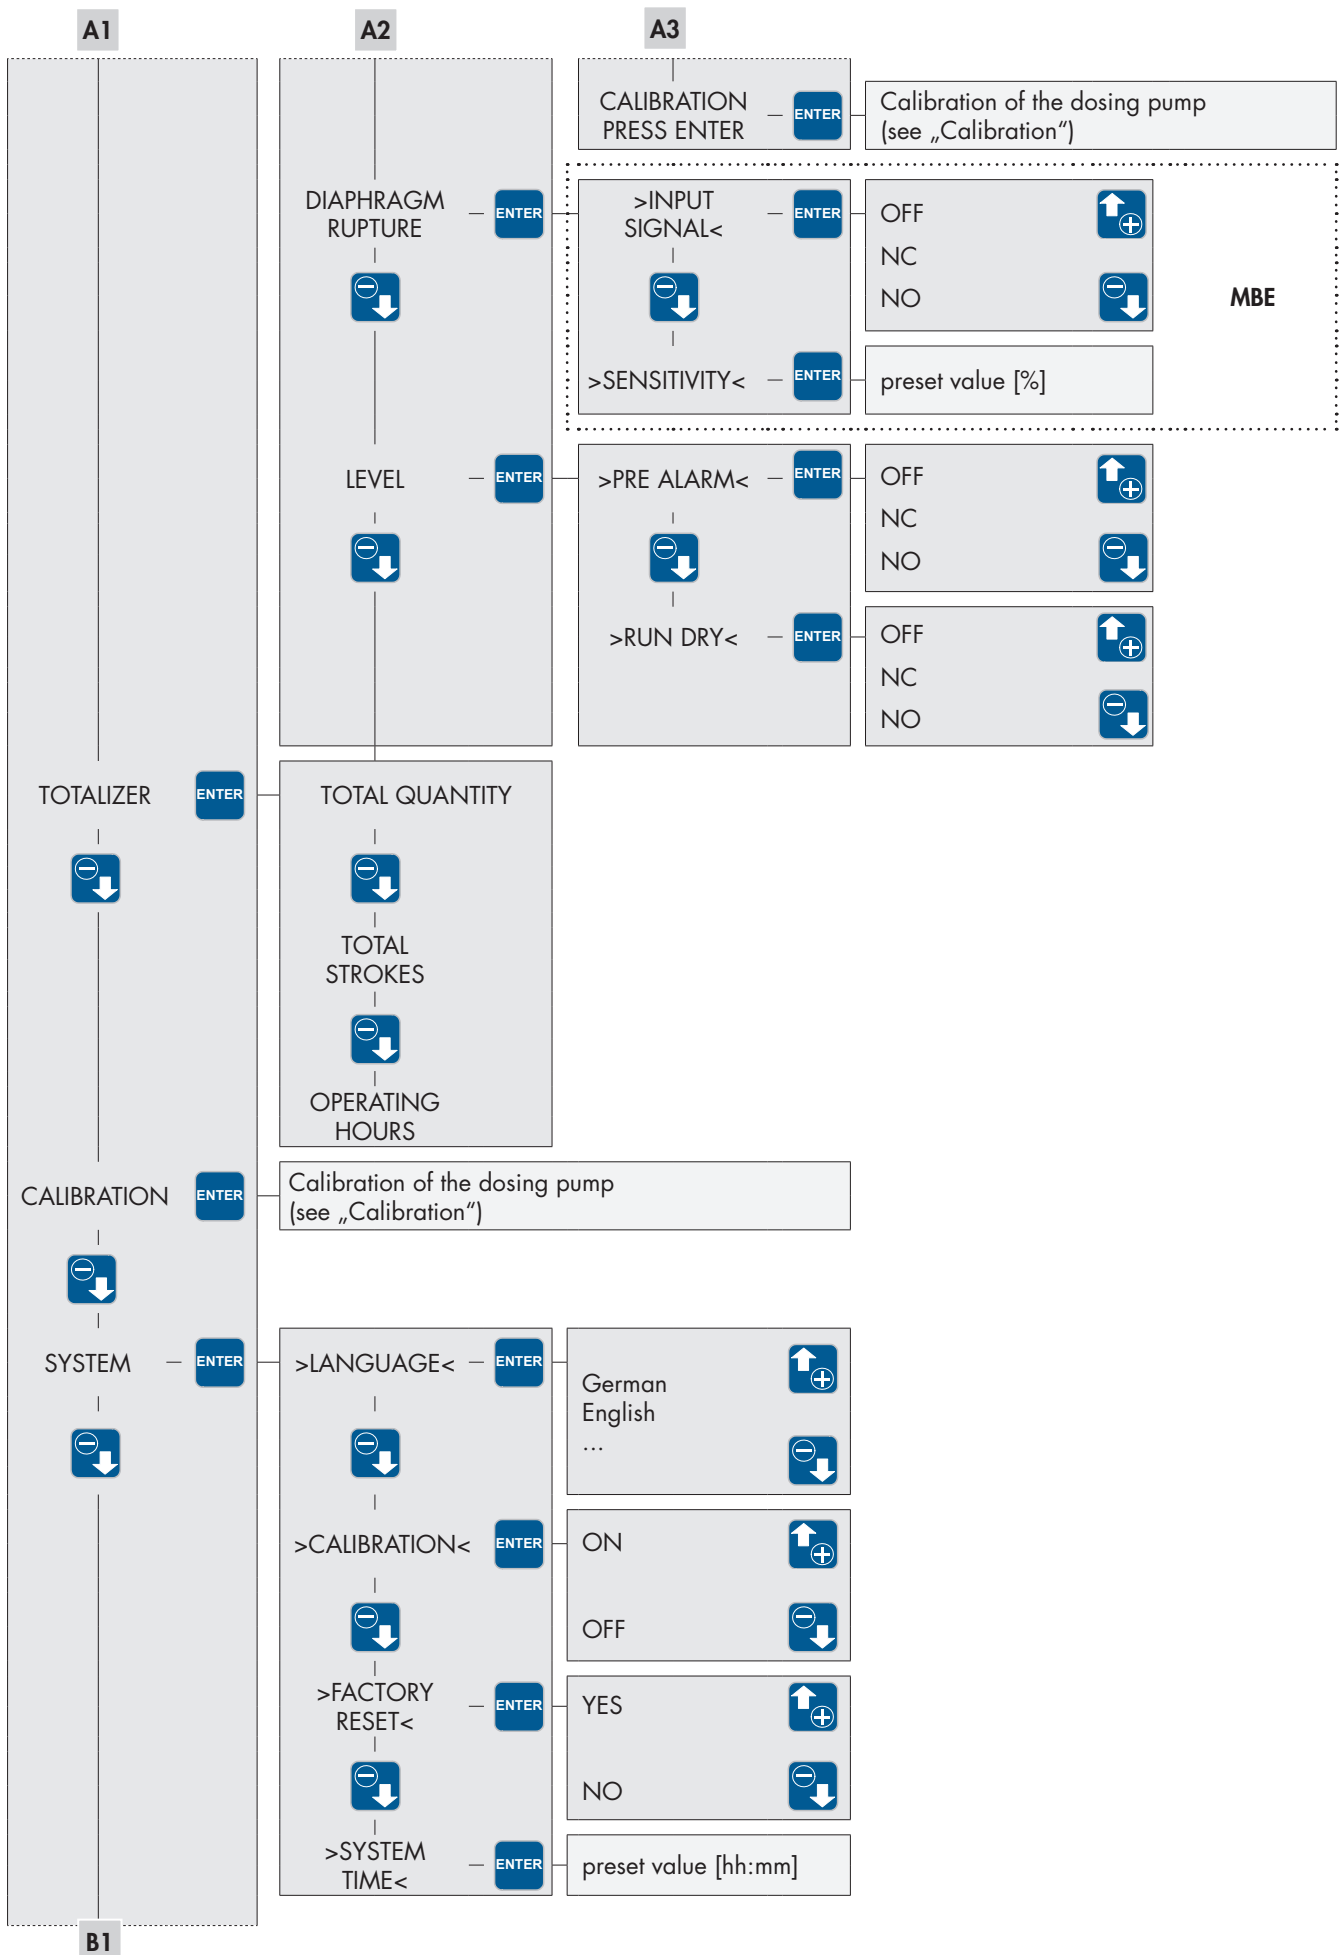 A1
A2
A3
CALIBRATION
PRESS ENTER
ENTER
Calibration of the dosing pump
(see „Calibration“)
DIAPHRAGM
RUPTURE
ENTER
>INPUT
SIGNAL<
ENTER
OFF
NC
NO
MBE
>SENSITIVITY<
ENTER
preset value [%]
LEVEL
ENTER
>PRE ALARM<
ENTER
OFF
NC
NO
>RUN DRY<
ENTER
OFF
NC
NO
TOTALIZER
ENTER
TOTAL QUANTITY
TOTAL
STROKES
OPERATING
HOURS
CALIBRATION
ENTER
Calibration of the dosing pump
(see „Calibration“)
SYSTEM
ENTER
>LANGUAGE<
ENTER
German
English
...
>CALIBRATION<
ENTER
ON
OFF
>FACTORY
RESET<
ENTER
YES
NO
>SYSTEM
TIME<
ENTER
preset value [hh:mm]
B1